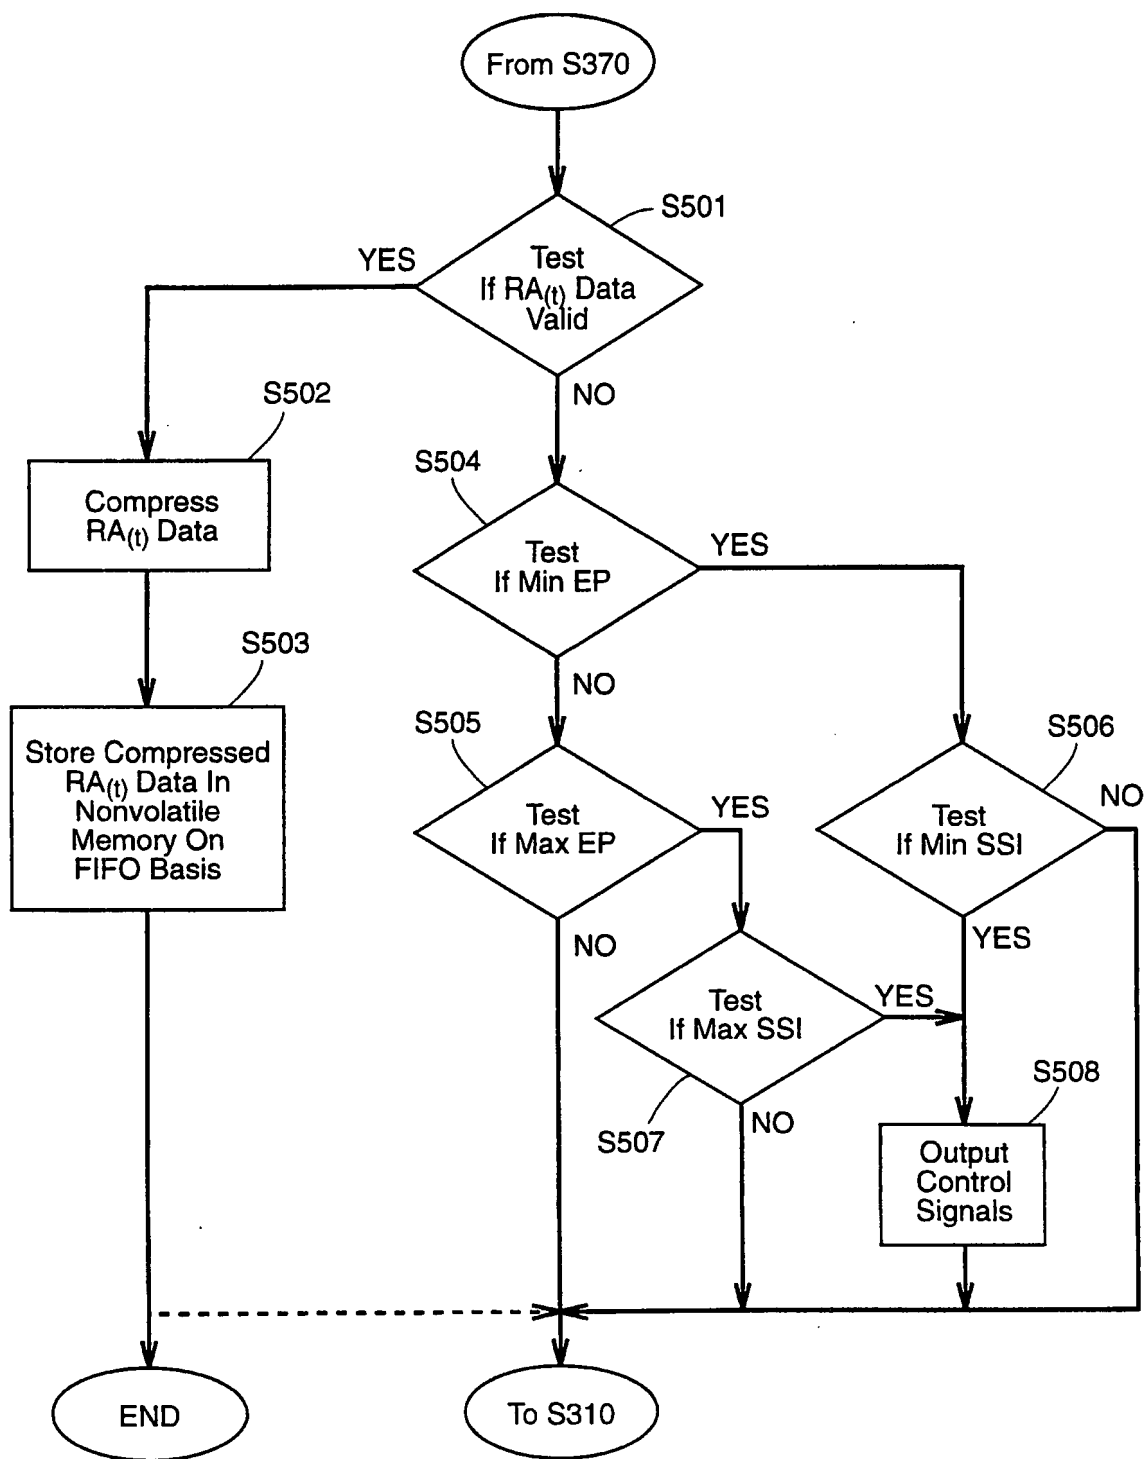 From S370
S501
YES
Test
If RA(t) Data
Valid
NO
S502
Compress
RA(t) Data
S504
Test
If Min EP
YES
NO
S503
Store Compressed
RA(t) Data In
Nonvolatile
Memory On
FIFO Basis
S505
Test
If Max EP
YES
NO
S506
Test
If Min SSI
NO
YES
Test
If Max SSI
YES
S507
NO
S508
Output
Control
Signals
END
To S310